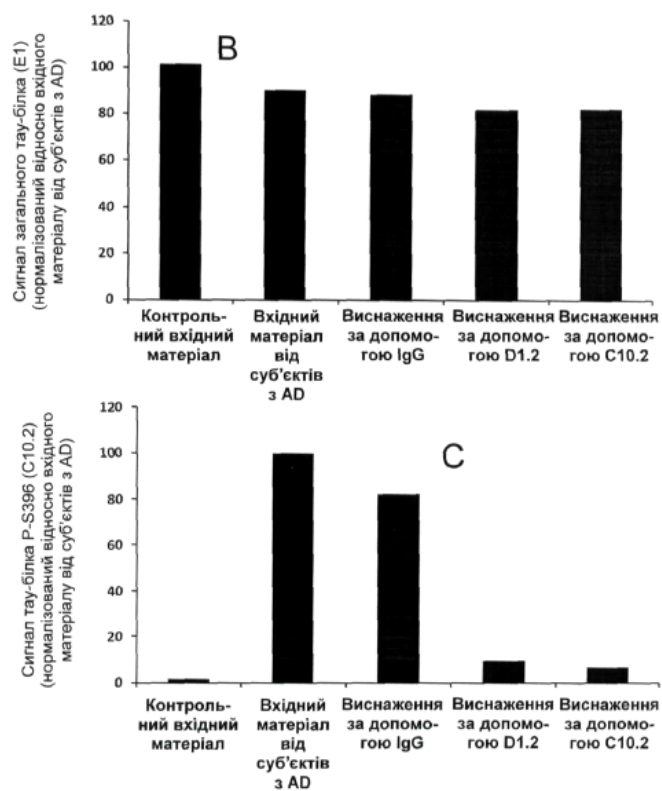 Сигнал загального тау-білка (E1)
(нормалізований відносно вхідного
матеріалу від суб'єктів з AD)
120
100
80
60
40
20
0
B
Контроль-
ний вхідний
матеріал
Вхідний
матеріал
від
суб'єктів
з AD
Виснаження
за допомо-
гою IgG
Виснаження
за допомо-
гою D1.2
Виснаження
за допомо-
гою C10.2
Сигнал тау-білка P-S396 (C10.2)
(нормалізований відносно вхідного
матеріалу від суб'єктів з AD)
120
100
80
60
40
20
0
C
Контроль-
ний вхідний
матеріал
Вхідний
матеріал
від
суб'єктів
з AD
Виснаження
за допомо-
гою IgG
Виснаження
за допомо-
гою D1.2
Виснаження
за допомо-
гою C10.2